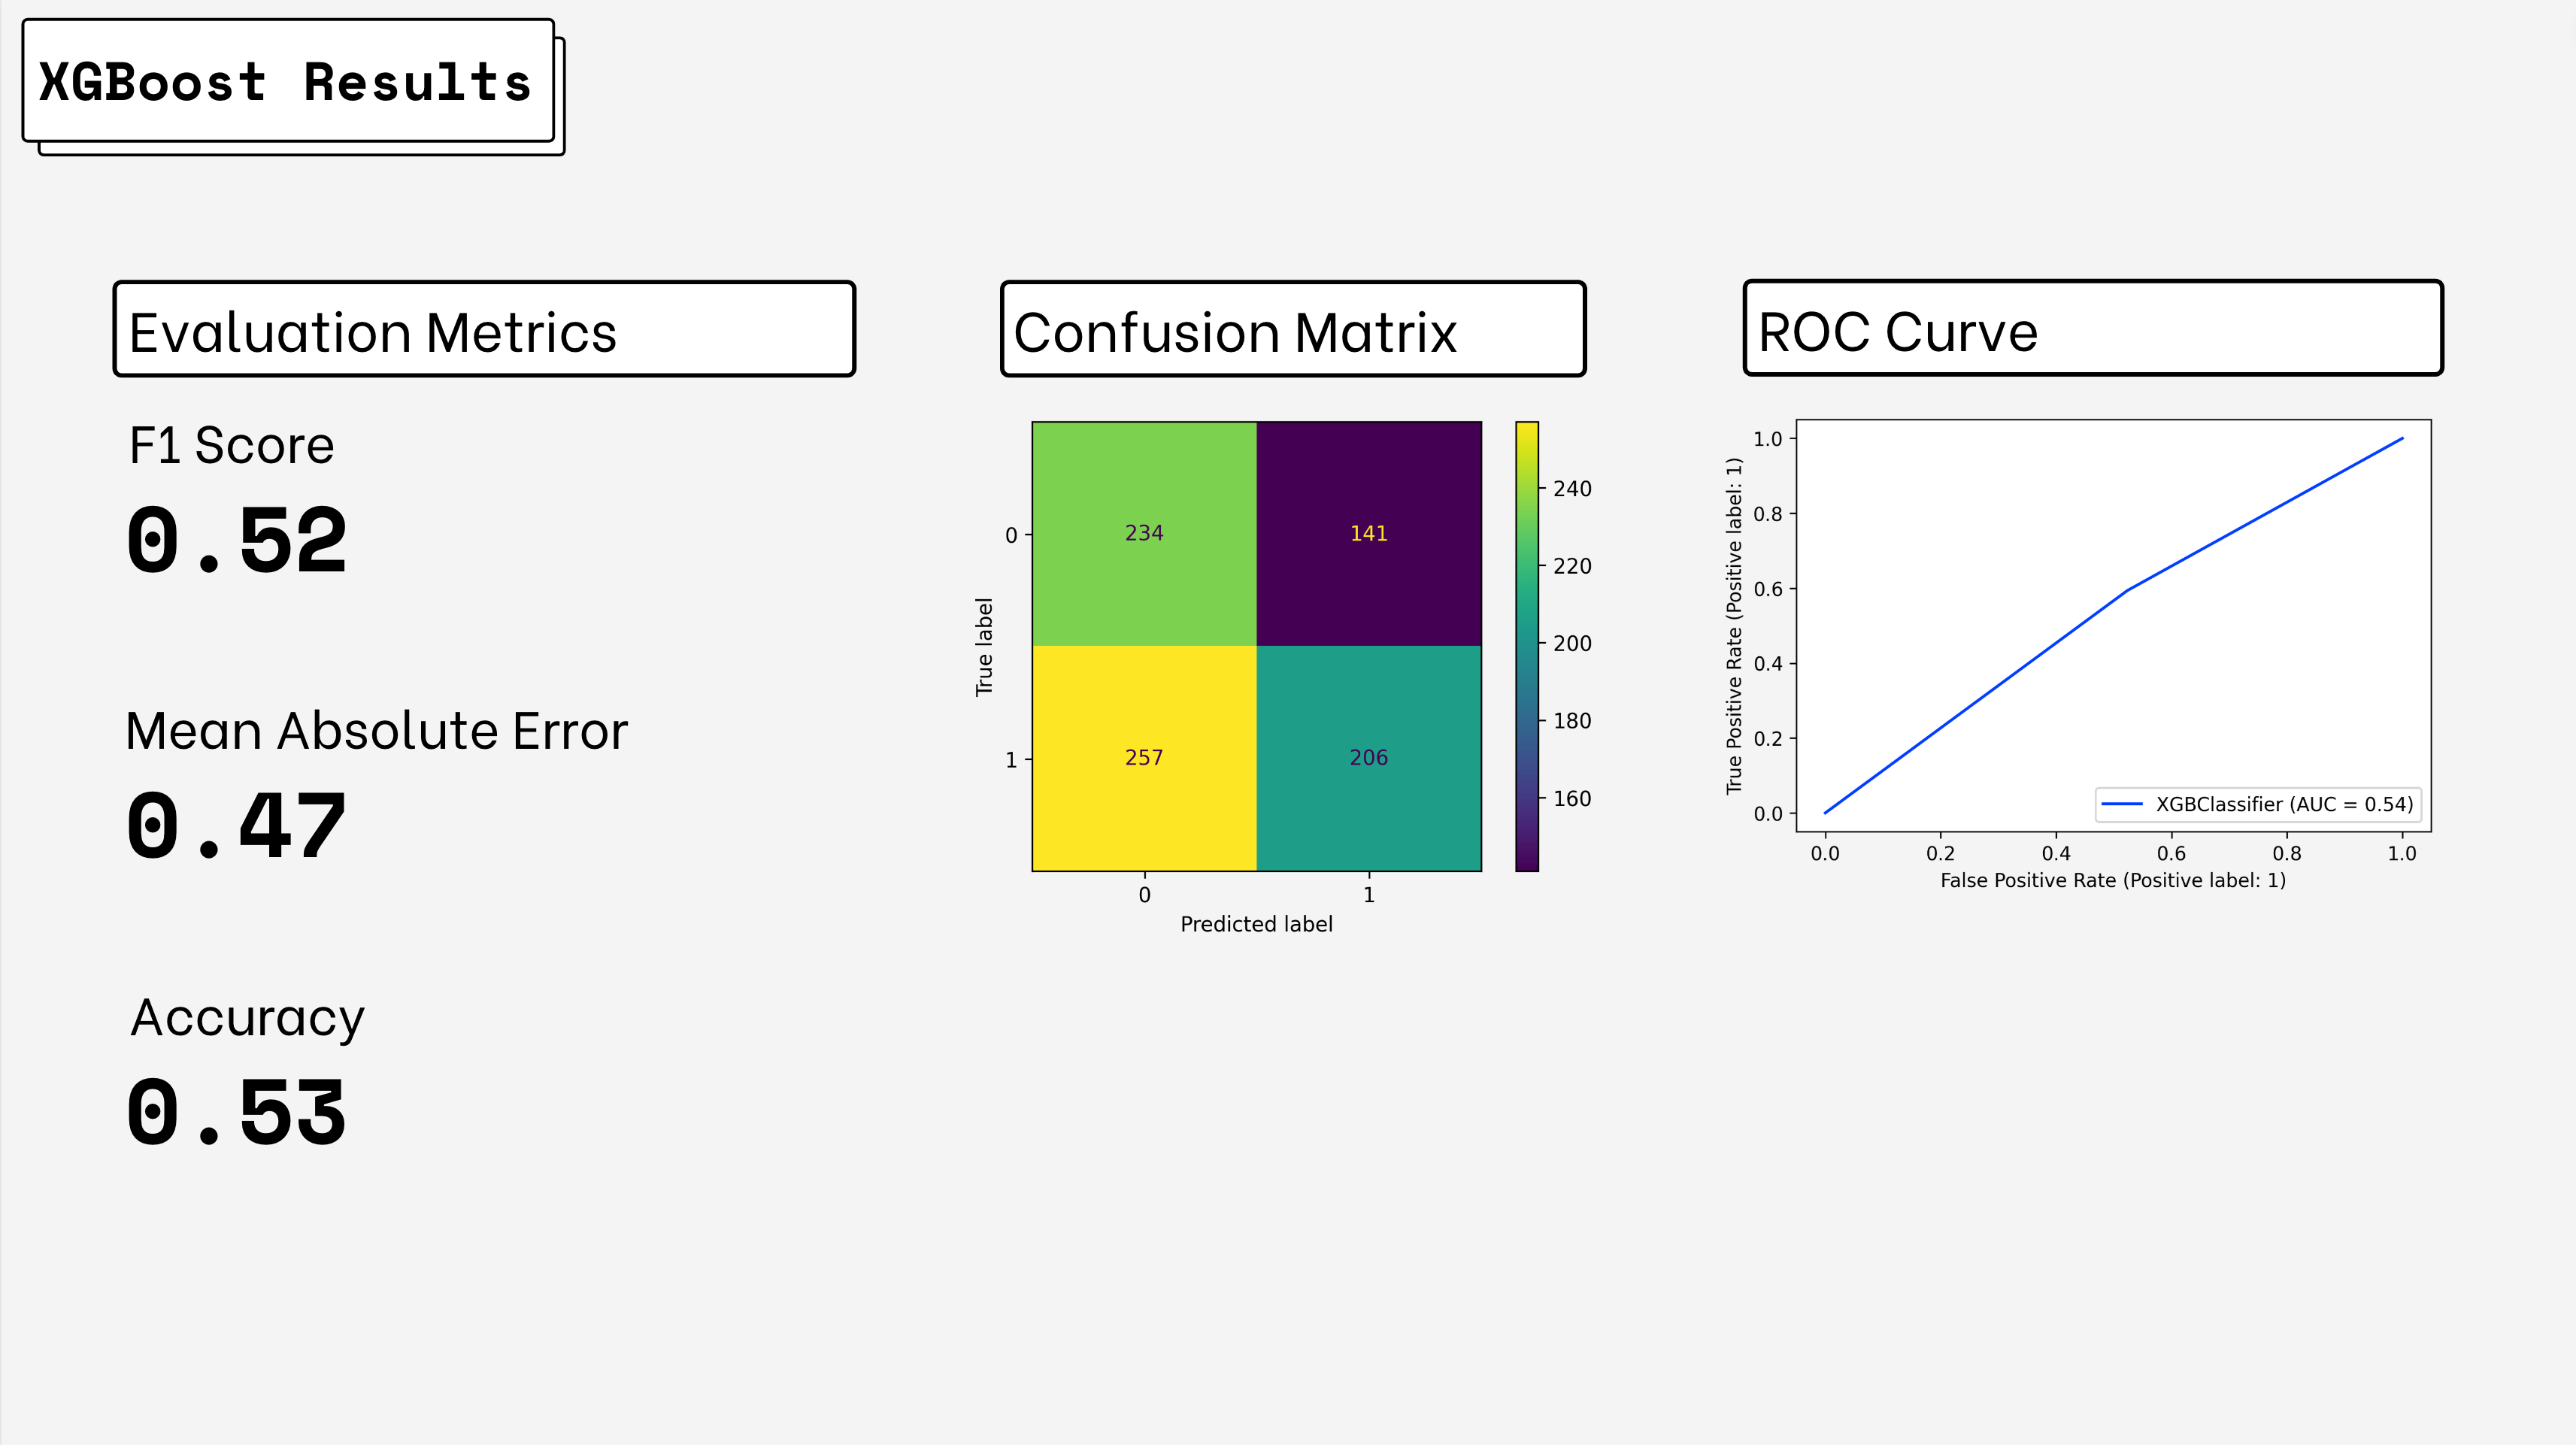 XGBoost Results
Evaluation Metrics
F1 Score
0.52
Mean Absolute Error
0.47
Accuracy
0.53
Confusion Matrix
True label
0
1
234
141
257
206
0
1
Predicted label
240
220
200
180
160
ROC Curve
True Positive Rate (Positive label: 1)
1.0
0.8
0.6
0.4
0.2
0.0
XGBClassifier (AUC = 0.54)
0.0
0.2
0.4
0.6
0.8
1.0
False Positive Rate (Positive label: 1)